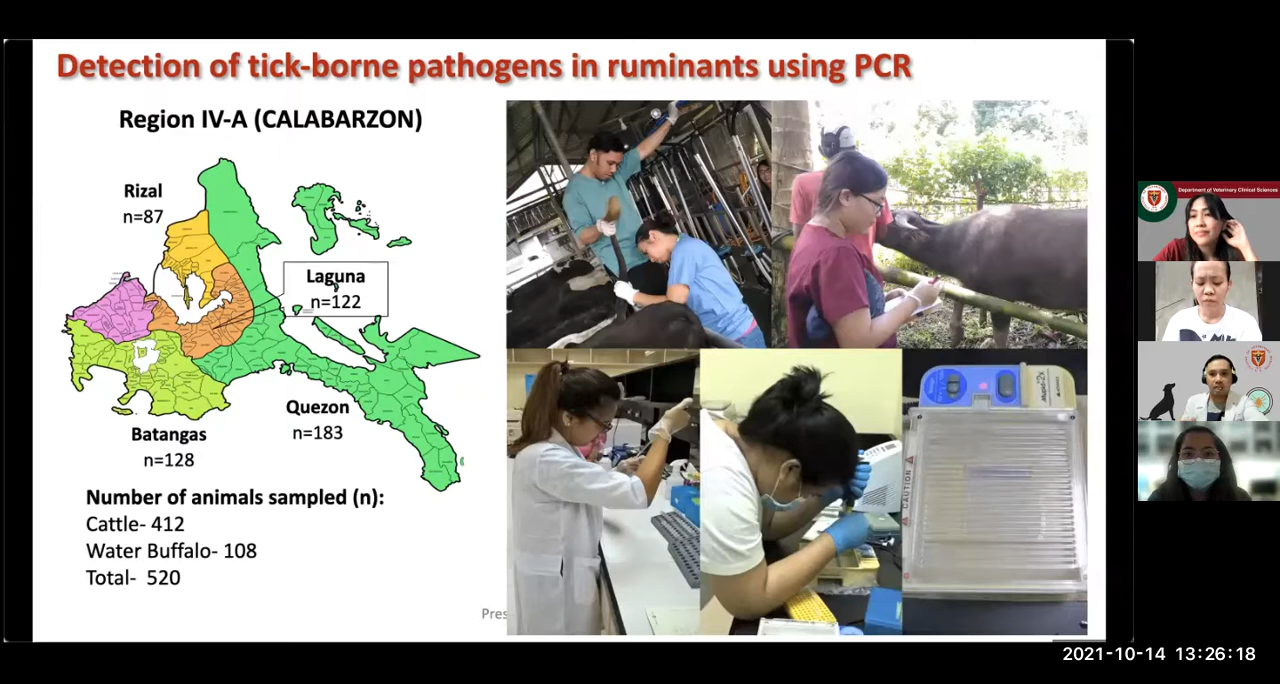 Detection of tick-borne pathogens in ruminants using PCR
Region IV-A (CALABARZON)
Rizal
n=87
Laguna
n=122
Quezon
n=183
Batangas
n=128
Number of animals sampled (n):
Cattle- 412
Water Buffalo- 108
Total- 520
Pres
CAUTION
Department of Veterinary Clinical Sciences
2021-10-14 13:26:18